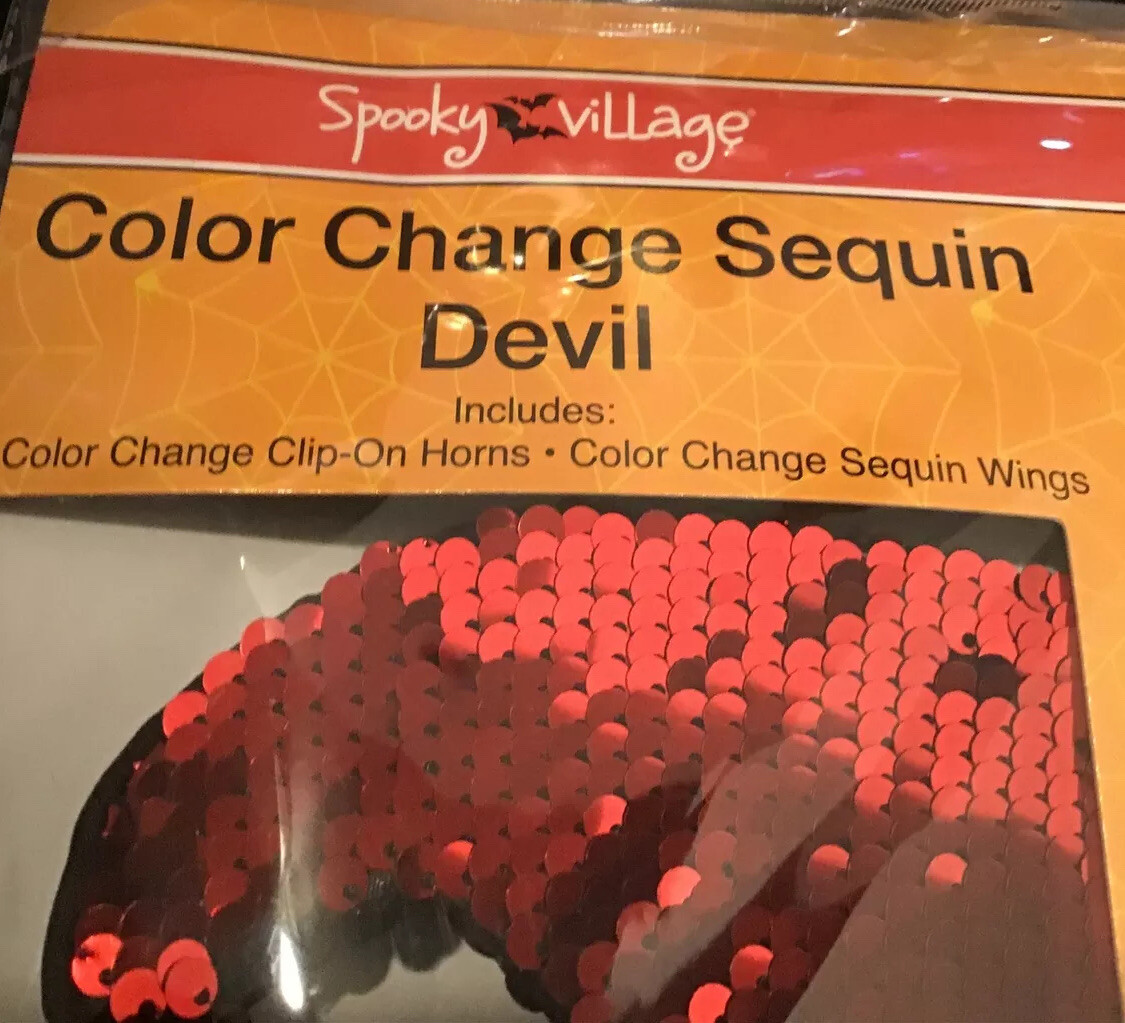 Spooky Village
Color Change Sequin
Devil
Includes:
Color Change Clip-On Horns • Color Change Sequin Wings